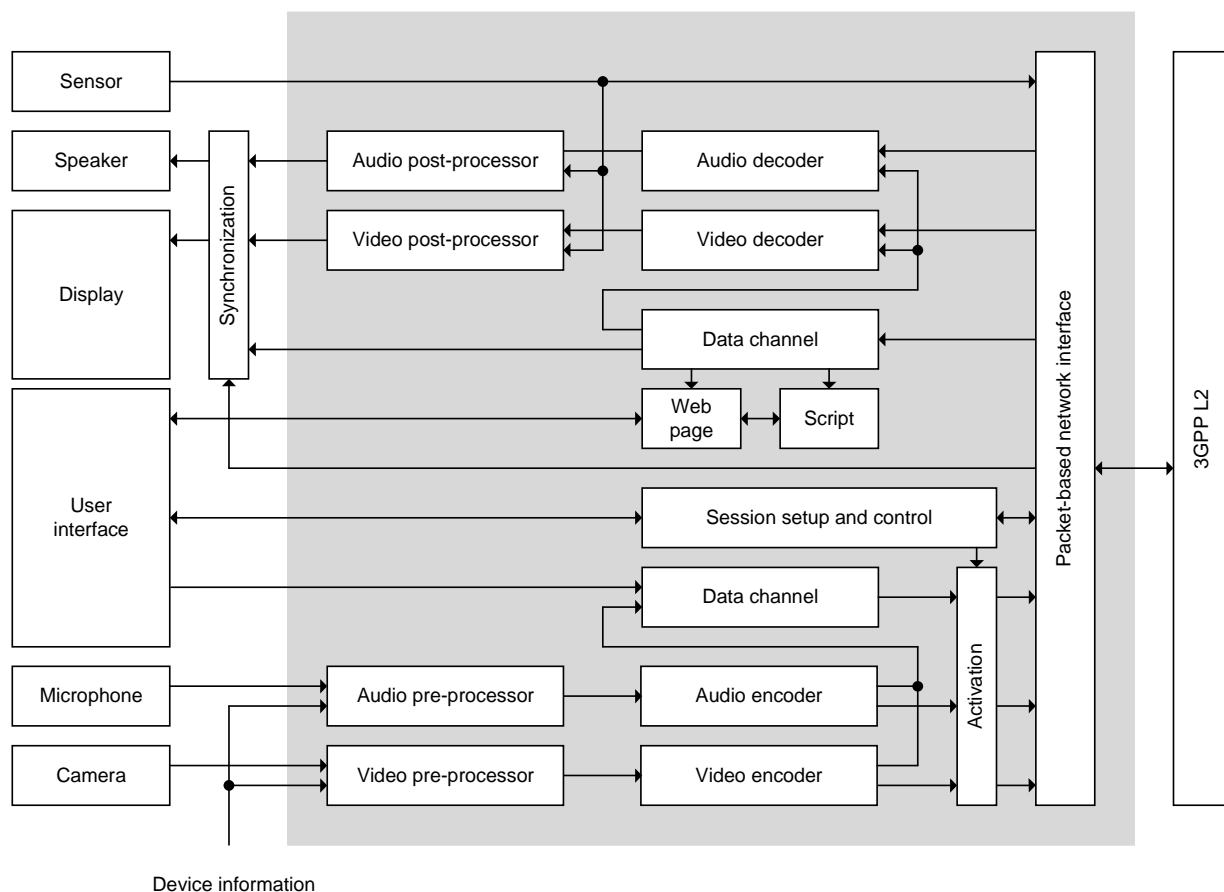 Sensor
Speaker
Audio post-processor
Audio decoder
Video post-processor
Video decoder
Synchronization
Display
Data channel
Packet-based network interface
3GPP L2
Web
page
Script
User
interface
Session setup and control
Data channel
Activation
Microphone
Audio pre-processor
Audio encoder
Camera
Video pre-processor
Video encoder
Device information